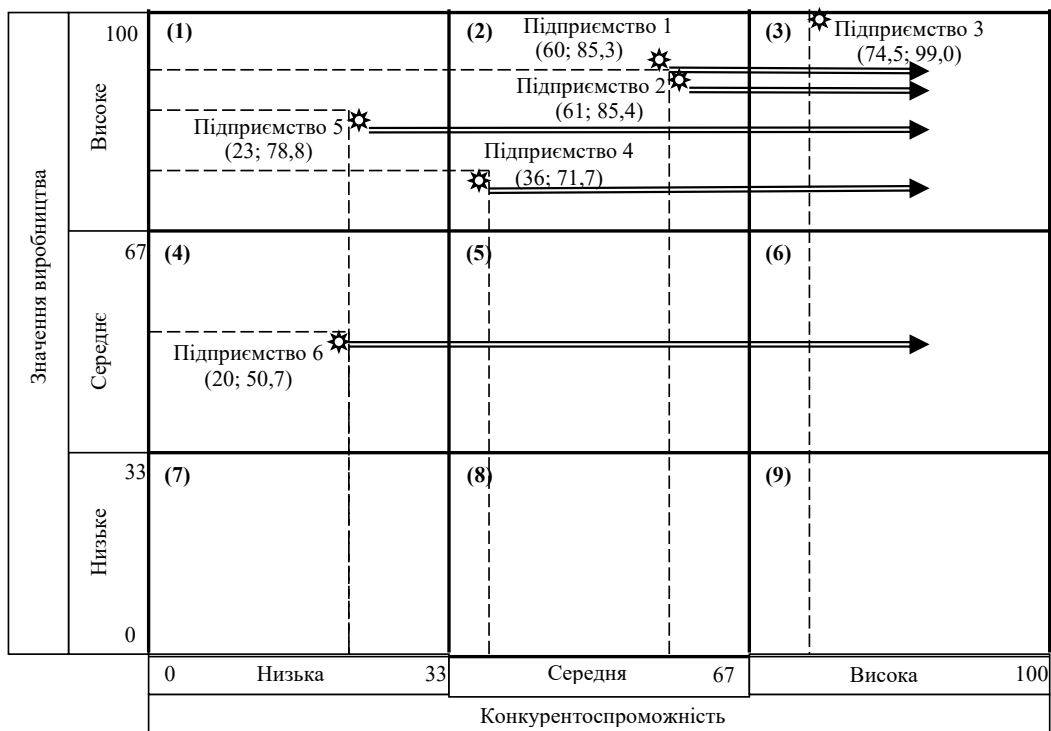 Значення виробництва
Високе
Середнє
Низьке
100
67
33
0
(1)
(2)
(3)
Підприємство 1
(60; 85,3)
Підприємство 3
(74,5; 99,0)
Підприємство 2
(61; 85,4)
Підприємство 5
(23; 78,8)
Підприємство 4
(36; 71,7)
(4)
(5)
(6)
Підприємство 6
(20; 50,7)
(7)
(8)
(9)
0 Низька 33
Середня 67
Висока 100
Конкурентоспроможність